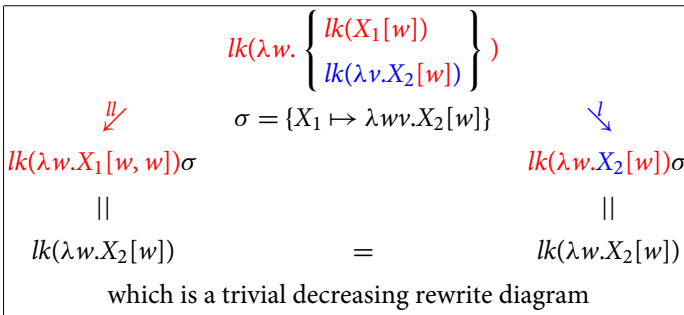 lk(λw. { lk(X₁[w])
lk(λv.X₂[w]) } )
ll σ = {X₁ ↦ λwv.X₂[w]} l
lk(λw.X₁[w, w])σ lk(λw.X₂[w])σ
|| ||
lk(λw.X₂[w]) = lk(λw.X₂[w])
which is a trivial decreasing rewrite diagram